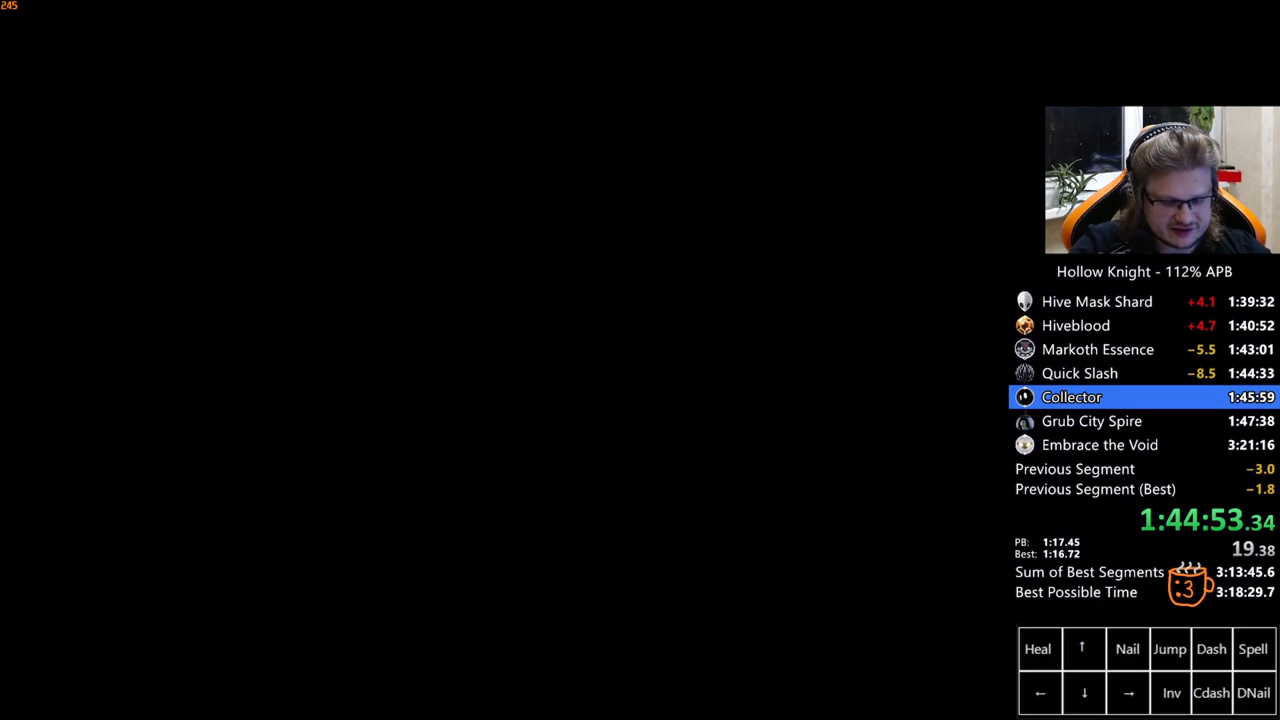 245
Hollow Knight - 112% APB
Hive Mask Shard +4.1 1:39:32
Hiveblood +4.7 1:40:52
Markoth Essence −5.5 1:43:01
Quick Slash −8.5 1:44:33
Collector 1:45:59
Grub City Spire 1:47:38
Embrace the Void 3:21:16
Previous Segment −3.0
Previous Segment (Best) −1.8
1:44:53.34
PB: 1:17.45
19.38
Best: 1:16.72
Sum of Best Segments 3:13:45.6
Best Possible Time 3:18:29.7
:3
Heal ↑ Nail Jump Dash Spell
← ↓ → Inv Cdash DNail